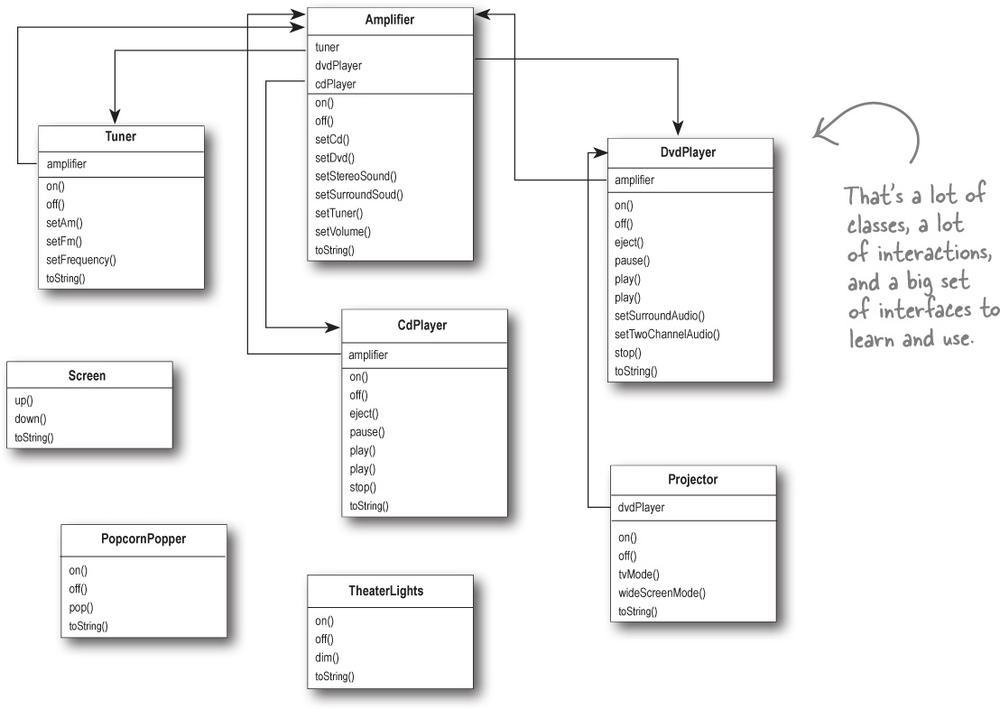 Amplifier
tuner
dvdPlayer
cdPlayer
on()
off()
setCd()
setDvd()
setStereoSound()
setSurroundSoud()
setTuner()
setVolume()
toString()
Tuner
amplifier
on()
off()
setAm()
setFm()
setFrequency()
toString()
DvdPlayer
amplifier
on()
off()
eject()
pause()
play()
play()
setSurroundAudio()
setTwoChannelAudio()
stop()
toString()
That's a lot of
classes, a lot
of interactions,
and a big set
of interfaces to
learn and use.
CdPlayer
amplifier
on()
off()
eject()
pause()
play()
play()
stop()
toString()
Screen
up()
down()
toString()
Projector
dvdPlayer
on()
off()
tvMode()
wideScreenMode()
toString()
PopcornPopper
on()
off()
pop()
toString()
TheaterLights
on()
off()
dim()
toString()